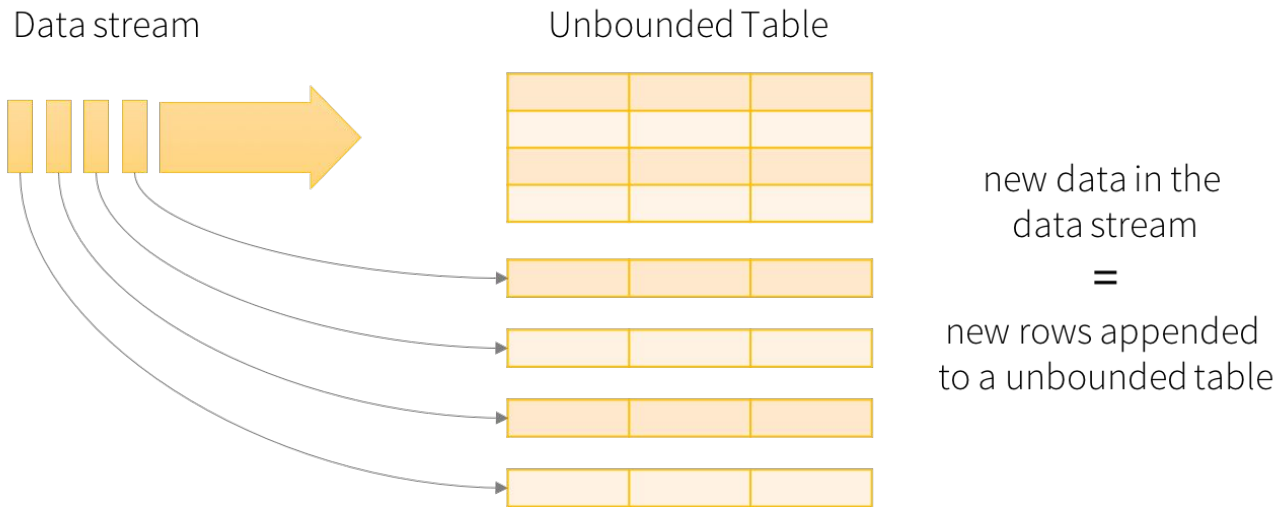 Data stream
Unbounded Table
new data in the
data stream
=
new rows appended
to a unbounded table